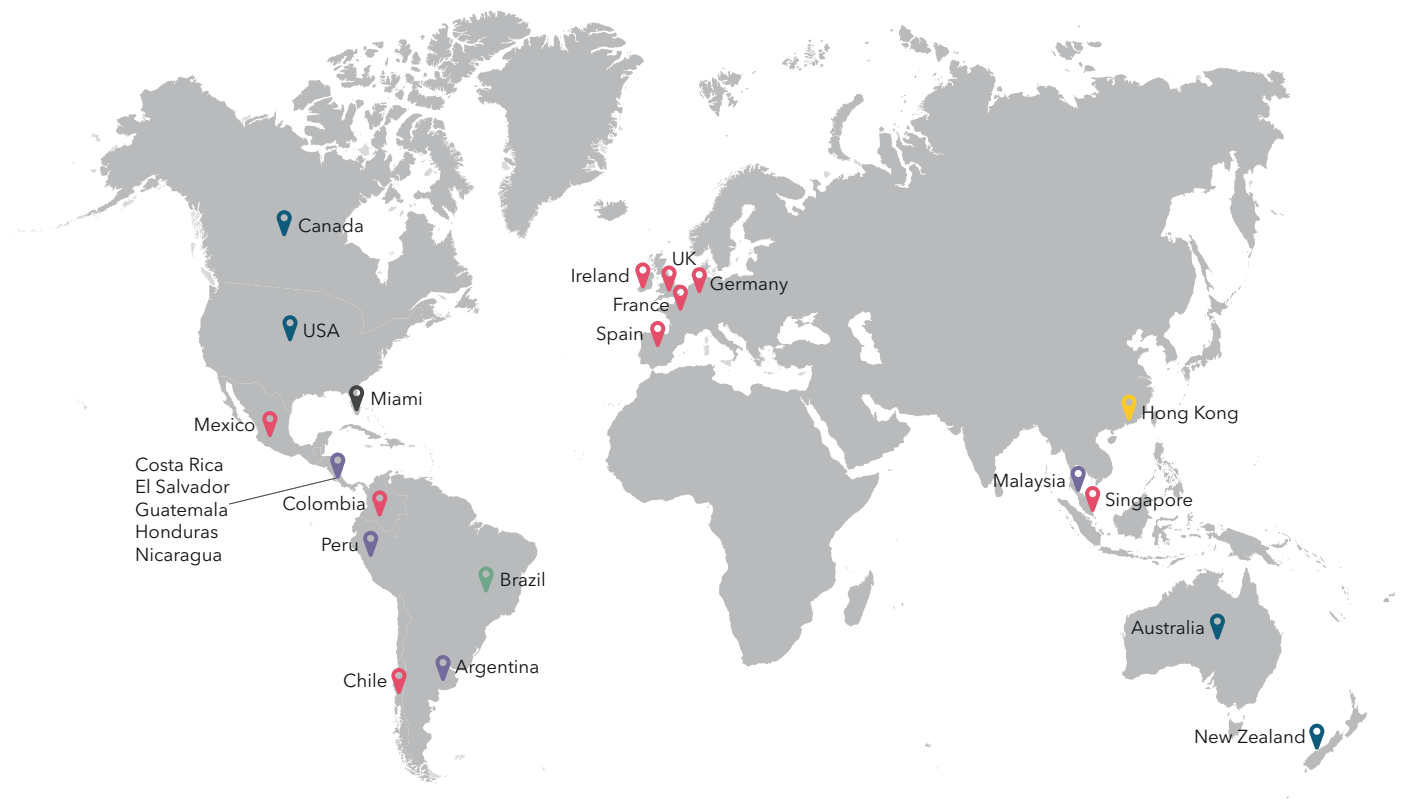 Canada
UK
Ireland
Germany
France
USA
Spain
Miami
Hong Kong
Mexico
Costa Rica
El Salvador
Guatemala
Honduras
Nicaragua
Malaysia
Singapore
Colombia
Peru
Brazil
Australia
Argentina
Chile
New Zealand